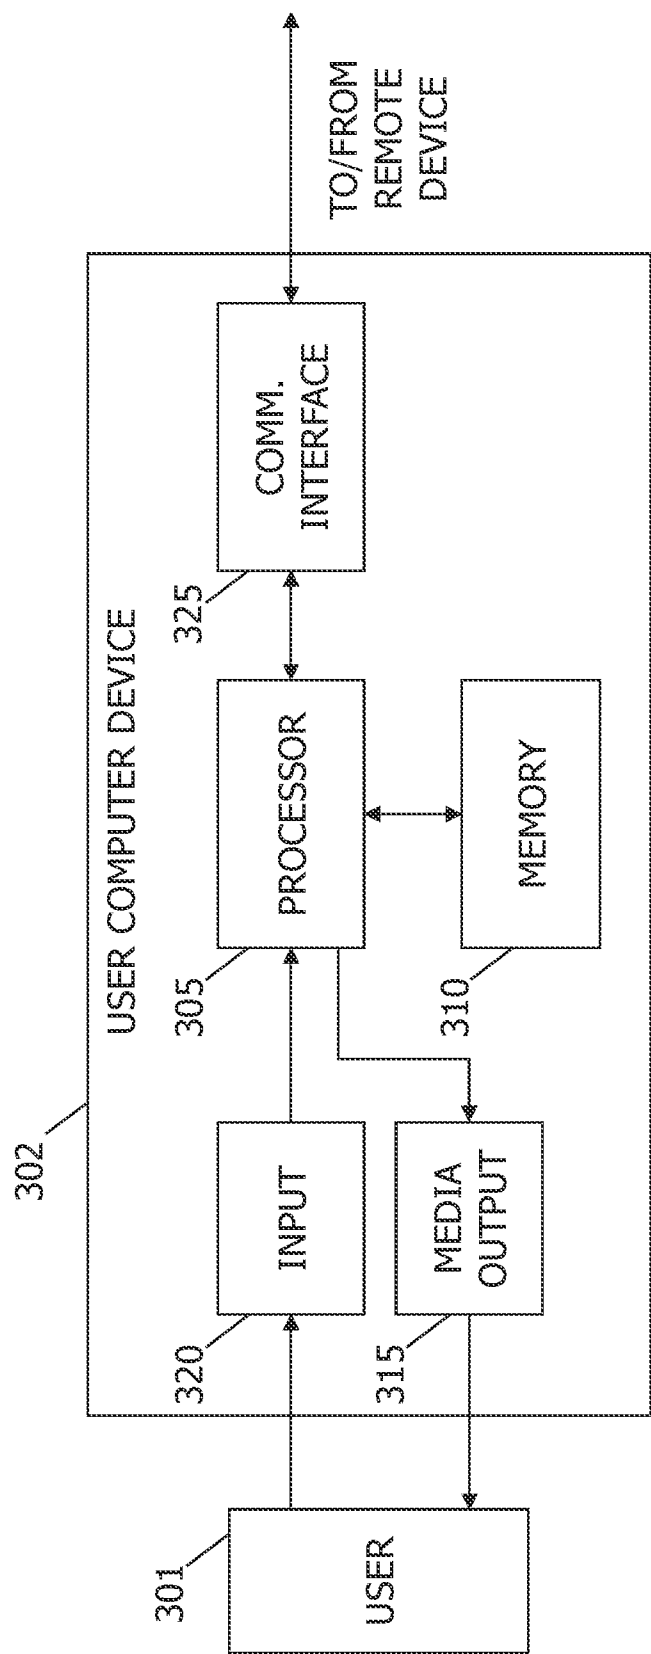 302
USER COMPUTER DEVICE
301
USER
320
INPUT
305
PROCESSOR
325
COMM.
INTERFACE
TO/FROM
REMOTE
DEVICE
315
MEDIA
OUTPUT
310
MEMORY